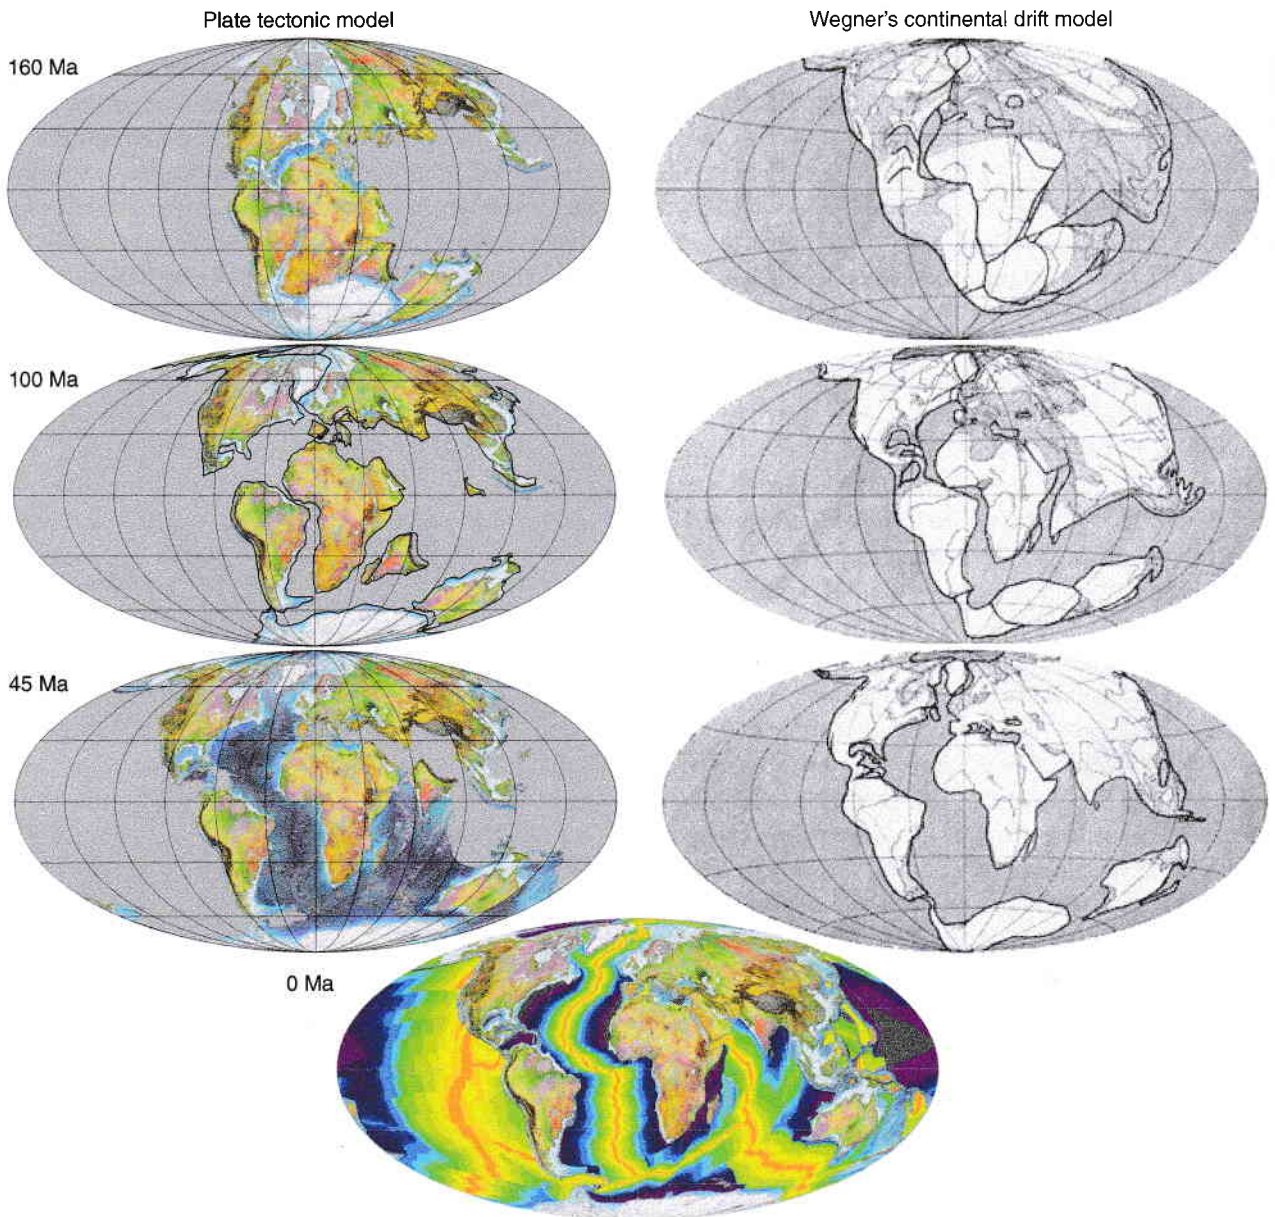 Plate tectonic model
Wegner's continental drift model
160 Ma
100 Ma
45 Ma
0 Ma